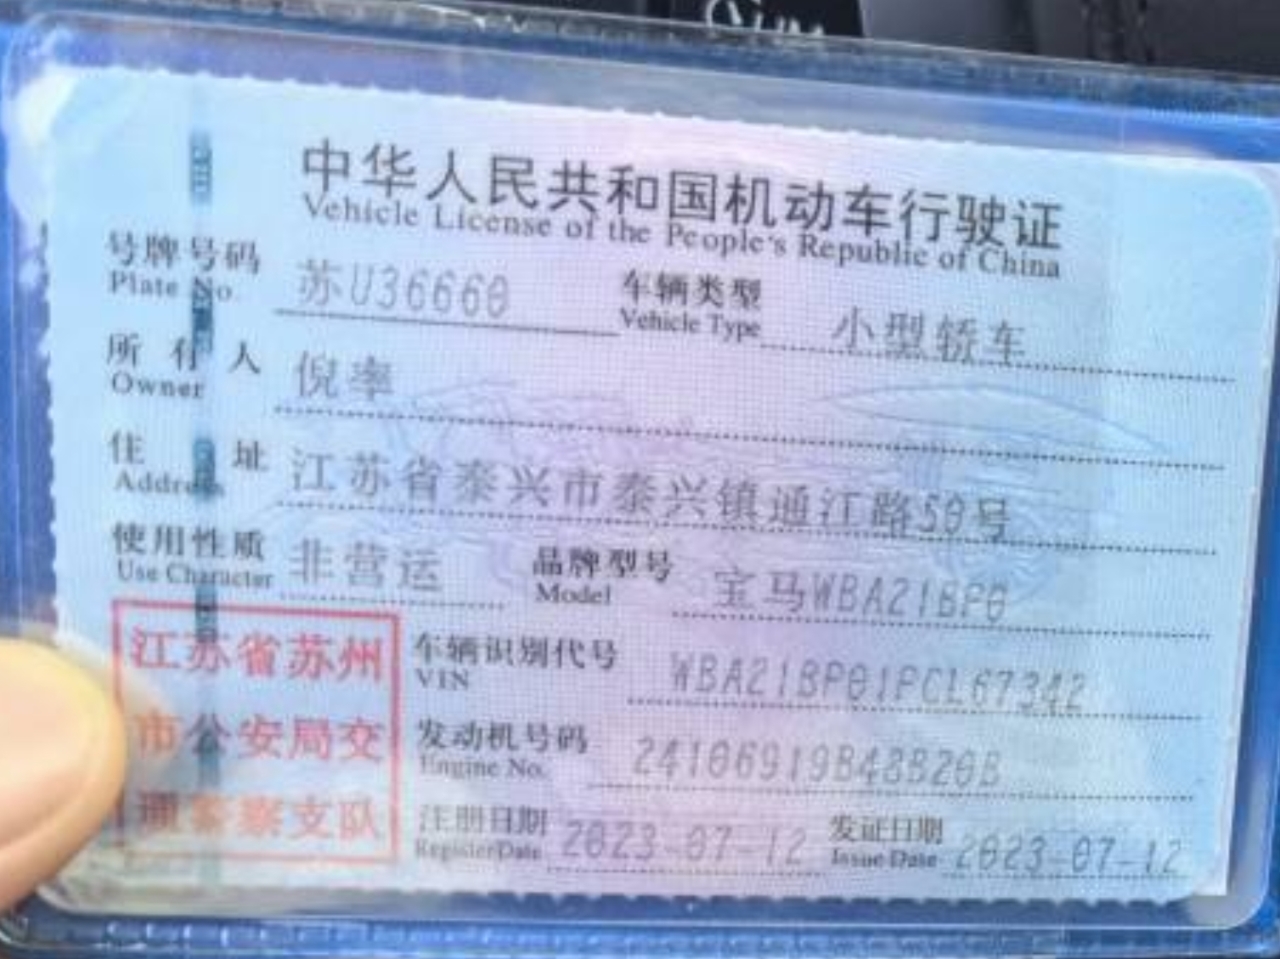 中华人民共和国机动车行驶证
Vehicle License of the People's Republic of China
号牌号码 苏U36660 车辆类型 小型轿车
Plate No. Vehicle Type
所有人 倪率
Owner
住址 江苏省泰兴市泰兴镇通江路50号
Address
使用性质 非营运 品牌型号 宝马WBA21BP0
Use Character Model
江苏省苏州 车辆识别代号 WBA21BP01PCL67342
VIN
市公安局交 发动机号码 24106919B48B20B
Engine No.
通警察支队 注册日期 2023-07-12 发证日期 2023-07-12
Register Date Issue Date